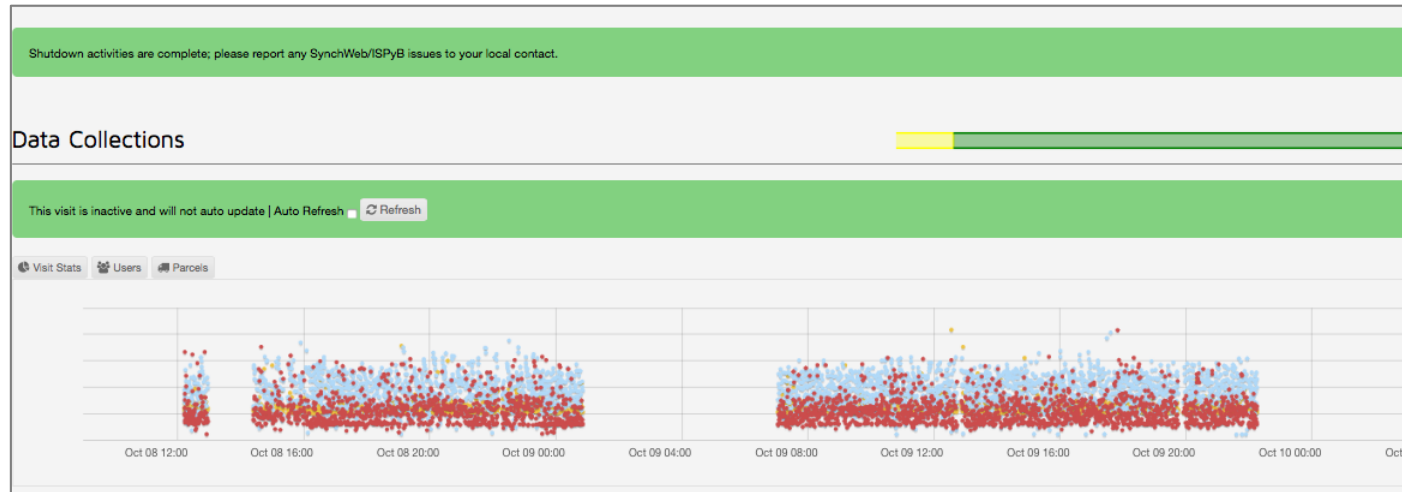 Shutdown activities are complete; please report any SynchWeb/ISPyB issues to your local contact.
Data Collections
This visit is inactive and will not auto update | Auto Refresh Refresh
Visit Stats Users Parcels
Oct 08 12:00 Oct 08 16:00 Oct 08 20:00 Oct 09 00:00 Oct 09 04:00 Oct 09 08:00 Oct 09 12:00 Oct 09 16:00 Oct 09 20:00 Oct 10 00:00 Oct